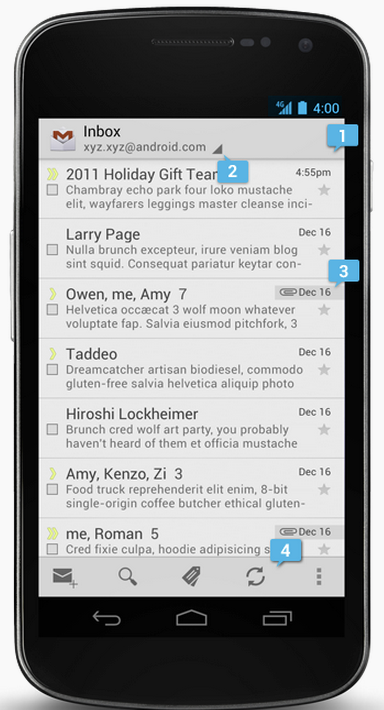 4G 4:00
Inbox
1
xyz.xyz@android.com
2
2011 Holiday Gift Tea 4:55pm
Chambray echo park four loko mustache
elit, wayfarers leggings master cleanse inci-
Larry Page Dec 16
Nulla brunch excepteur, irure veniam blog
sint squid. Consequat pariatur keytar con-
3
Owen, me, Amy 7 Dec 16
Helvetica occæcat 3 wolf moon whatever
voluptate fap. Salvia eiusmod pitchfork, 3
Taddeo Dec 16
Dreamcatcher artisan biodiesel, commodo
gluten-free salvia helvetica aliquip photo
Hiroshi Lockheimer Dec 16
Brunch cred wolf art party, you probably
haven't heard of them et officia mustache
Amy, Kenzo, Zi 3 Dec 16
Food truck reprehenderit elit enim, 8-bit
single-origin coffee butcher ethical gluten-
me, Roman 5 Dec 16
Cred fixie culpa, hoodie adipisicing s
4